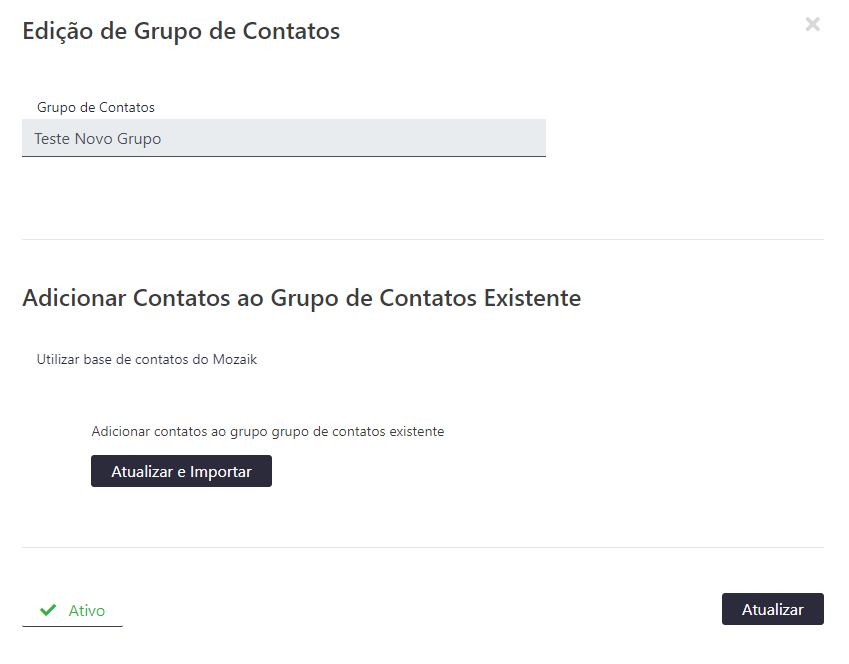 Edição de Grupo de Contatos
Grupo de Contatos
Teste Novo Grupo
Adicionar Contatos ao Grupo de Contatos Existente
Utilizar base de contatos do Mozaik
Adicionar contatos ao grupo grupo de contatos existente
Atualizar e Importar
Ativo
Atualizar